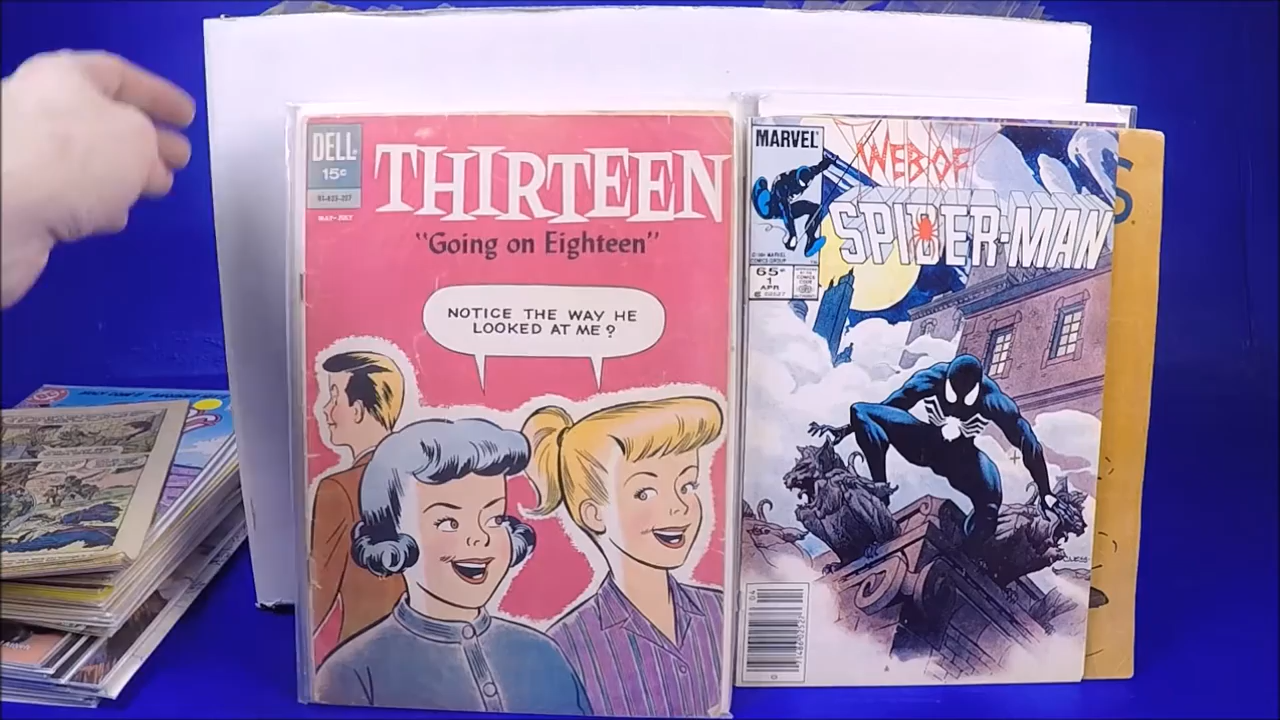 DELL
15¢
MAY-JULY
THIRTEEN
"Going on Eighteen"
NOTICE THE WAY HE
LOOKED AT ME?
MARVEL
65¢
1
APR
WEB OF
SPIDER-MAN
04
S